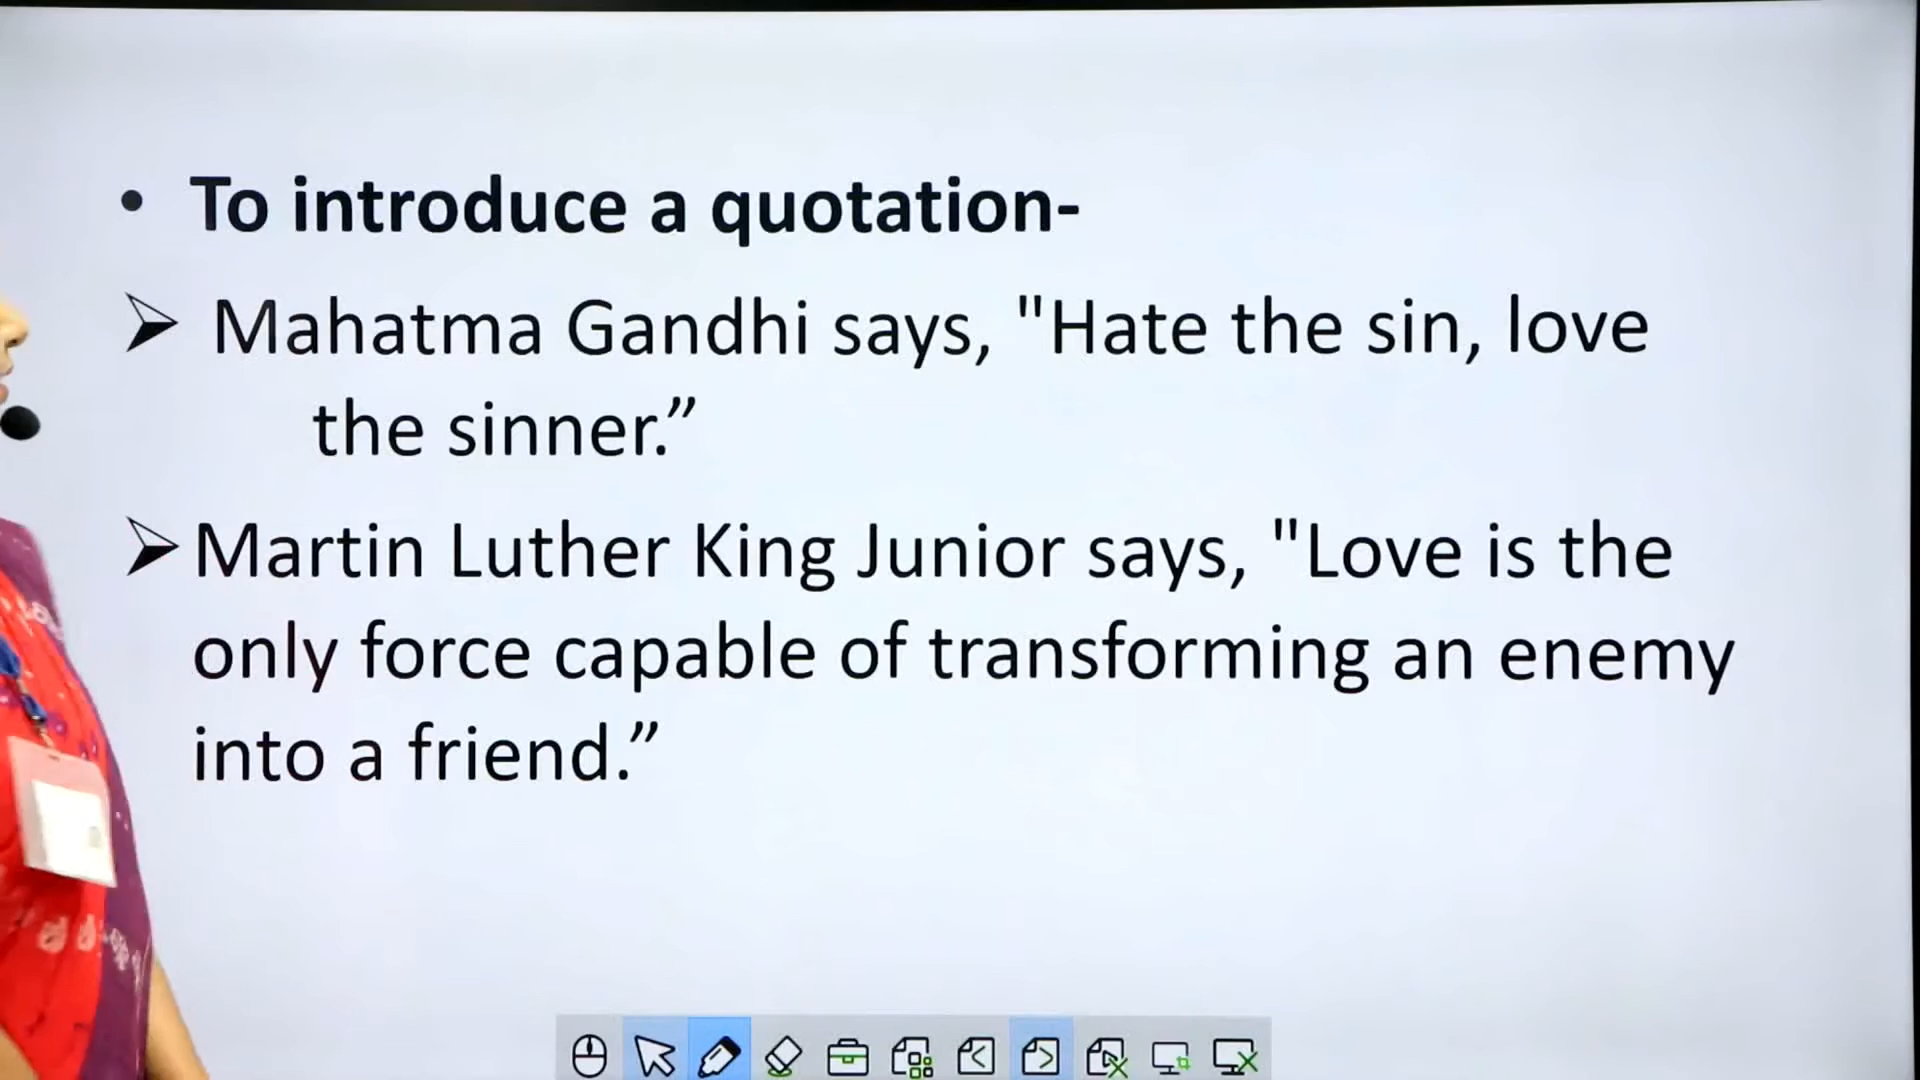 • To introduce a quotation-
➢ Mahatma Gandhi says, "Hate the sin, love
the sinner.”
➢ Martin Luther King Junior says, "Love is the
only force capable of transforming an enemy
into a friend.”